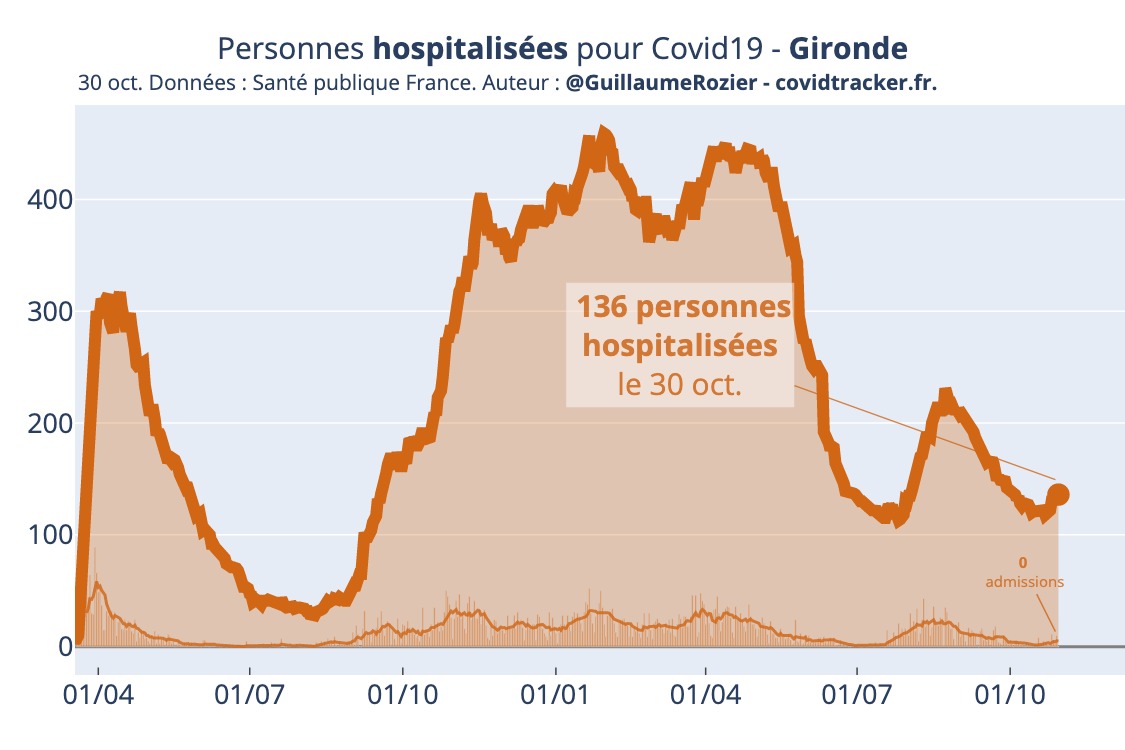 Personnes hospitalisées pour Covid19 - Gironde
30 oct. Données : Santé publique France. Auteur : @GuillaumeRozier - covidtracker.fr.
400
300
200
100
0
136 personnes
hospitalisées
le 30 oct.
0
admissions
01/04
01/07
01/10
01/01
01/04
01/07
01/10